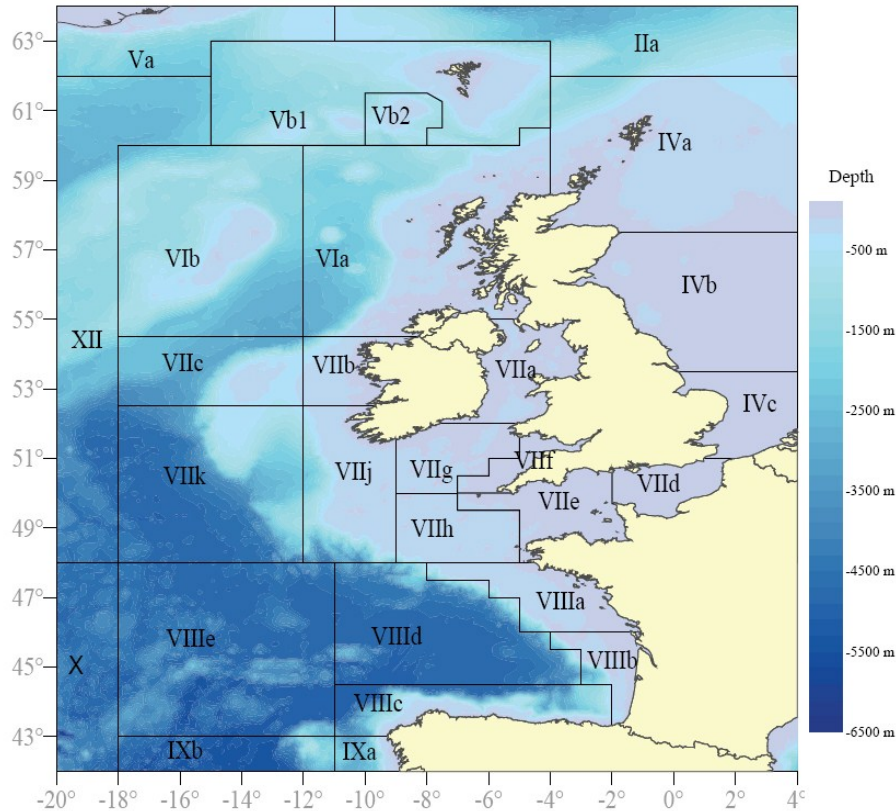 63°
61°
59°
57°
55°
53°
51°
49°
47°
45°
43°
Va
IIa
Vb1
Vb2
IVa
VIb
VIa
IVb
XII
VIIc
VIIb
VIIa
IVc
VIIk
VIIj
VIIg
VIIf
VIId
VIIe
VIIh
VIIIa
VIIIe
VIIId
VIIIb
X
VIIIc
IXb
IXa
-20°
-18°
-16°
-14°
-12°
-10°
-8°
-6°
-4°
-2°
0°
2°
4°
Depth
-500 m
-1500 m
-2500 m
-3500 m
-4500 m
-5500 m
-6500 m